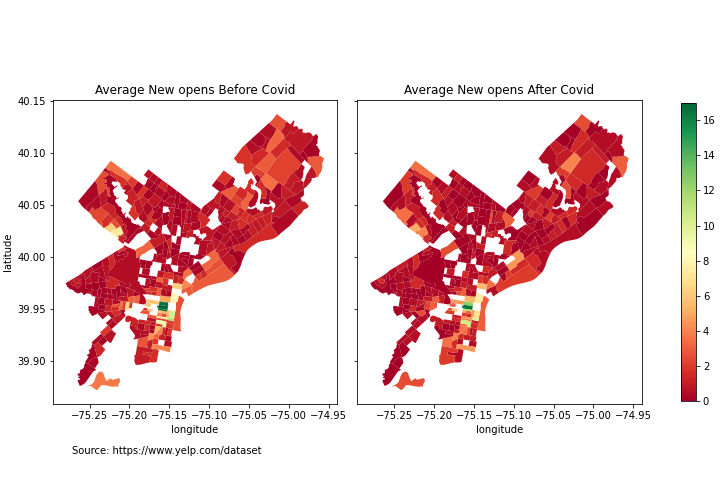 Average New opens Before Covid
Average New opens After Covid
40.15
40.10
40.05
40.00
39.95
39.90
latitude
−75.25 −75.20 −75.15 −75.10 −75.05 −75.00 −74.95
longitude
−75.25 −75.20 −75.15 −75.10 −75.05 −75.00 −74.95
longitude
16
14
12
10
8
6
4
2
0
Source: https://www.yelp.com/dataset